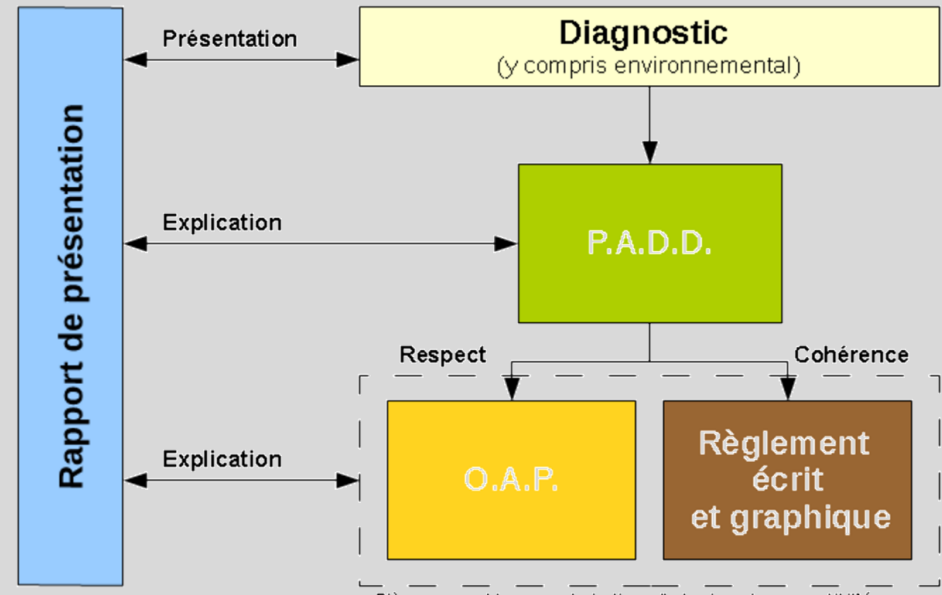 Rapport de présentation
Présentation
Diagnostic
(y compris environnemental)
Explication
P.A.D.D.
Respect
Cohérence
Explication
O.A.P.
Règlement
écrit
et graphique